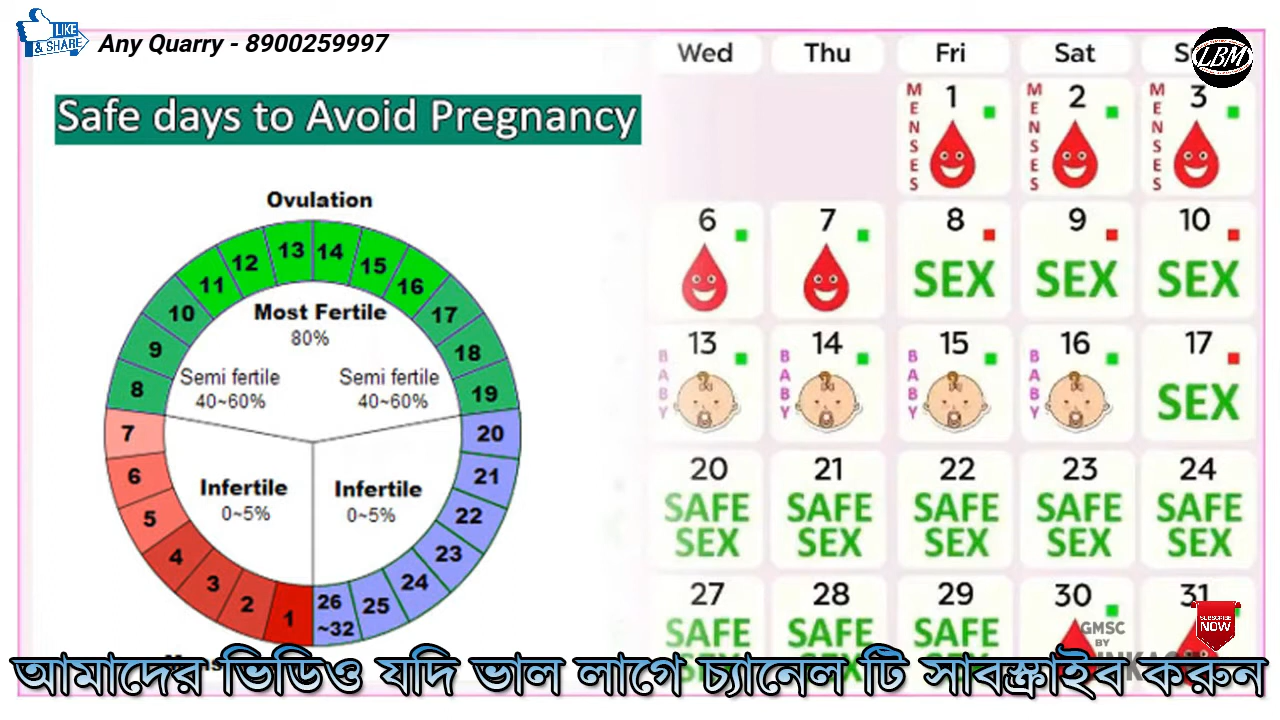 LIKE
& SHARE
Any Quarry - 8900259997
LBM
Safe days to Avoid Pregnancy
Ovulation
Most Fertile
80%
Semi fertile
40~60%
Semi fertile
40~60%
Infertile
0~5%
Infertile
0~5%
1
2
3
4
5
6
7
8
9
10
11
12
13
14
15
16
17
18
19
20
21
22
23
24
25
26
~32
Wed Thu Fri Sat
MENSES 1 MENSES 2 MENSES 3
6 7 8 9 10
SEX SEX SEX
13 14 15 16 17
BABY BABY BABY BABY SEX
20 21 22 23 24
SAFE SAFE SAFE SAFE SAFE
SEX SEX SEX SEX SEX
27 28 29 30 31
SAFE SAFE SAFE
GMSC
BY
SUBSCRIBE
NOW
আমাদের ভিডিও যদি ভাল লাগে চ্যানেল টি সাবস্ক্রাইব করুন